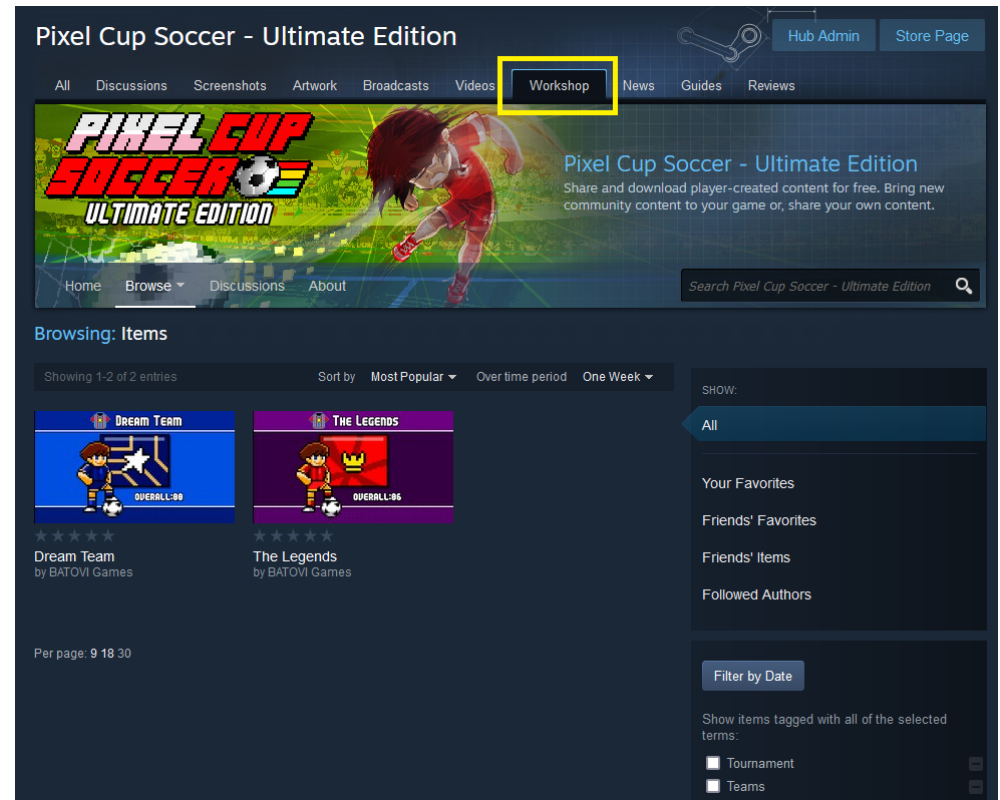 Pixel Cup Soccer - Ultimate Edition
Hub Admin
Store Page
All Discussions Screenshots Artwork Broadcasts Videos Workshop News Guides Reviews
PIXEL CUP
SOCCER
ULTIMATE EDITION
Pixel Cup Soccer - Ultimate Edition
Share and download player-created content for free. Bring new
community content to your game or, share your own content.
Home Browse Discussions About
Search Pixel Cup Soccer - Ultimate Edition
Browsing: Items
Showing 1-2 of 2 entries
Sort by Most Popular Over time period One Week
DREAM TEAM
OVERALL:88
Dream Team
by BATOVI Games
THE LEGENDS
OVERALL:86
The Legends
by BATOVI Games
Per page: 9 18 30
SHOW:
All
Your Favorites
Friends' Favorites
Friends' Items
Followed Authors
Filter by Date
Show items tagged with all of the selected
terms:
Tournament
Teams